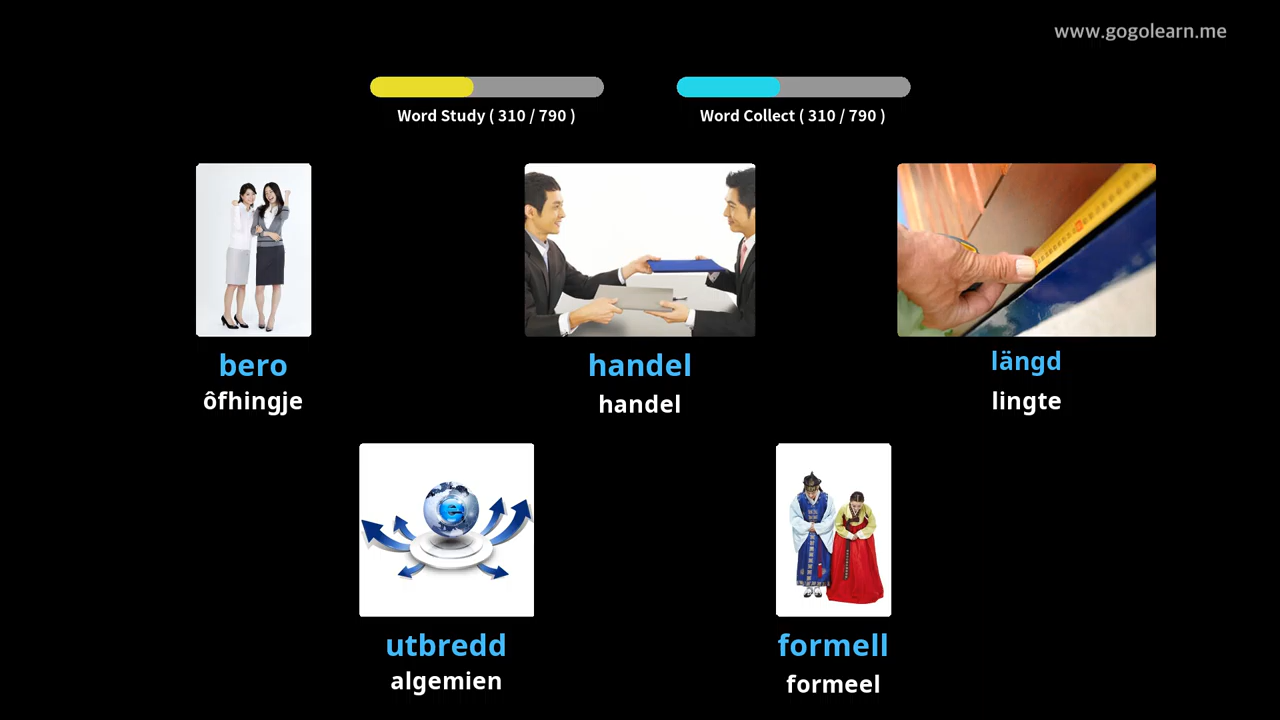 www.gogolearn.me
Word Study ( 310 / 790 )
Word Collect ( 310 / 790 )
bero
ôfhingje
handel
handel
längd
lingte
e
utbredd
algemien
formell
formeel